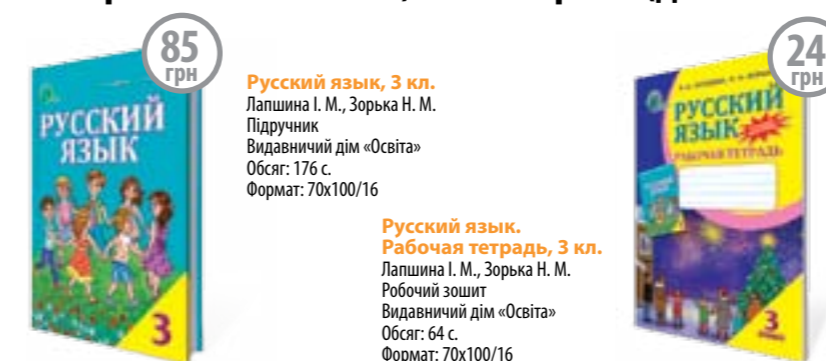 85
грн
РУССКИЙ
ЯЗЫК
3
Русский язык, 3 кл.
Лапшина І. М., Зорька Н. М.
Підручник
Видавничий дім «Освіта»
Обсяг: 176 с.
Формат: 70х100/16
Русский язык.
Рабочая тетрадь, 3 кл.
Лапшина І. М., Зорька Н. М.
Робочий зошит
Видавничий дім «Освіта»
Обсяг: 64 с.
Формат: 70х100/16
24
грн
РУССКИЙ
ЯЗЫК
РАБОЧАЯ ТЕТРАДЬ
3